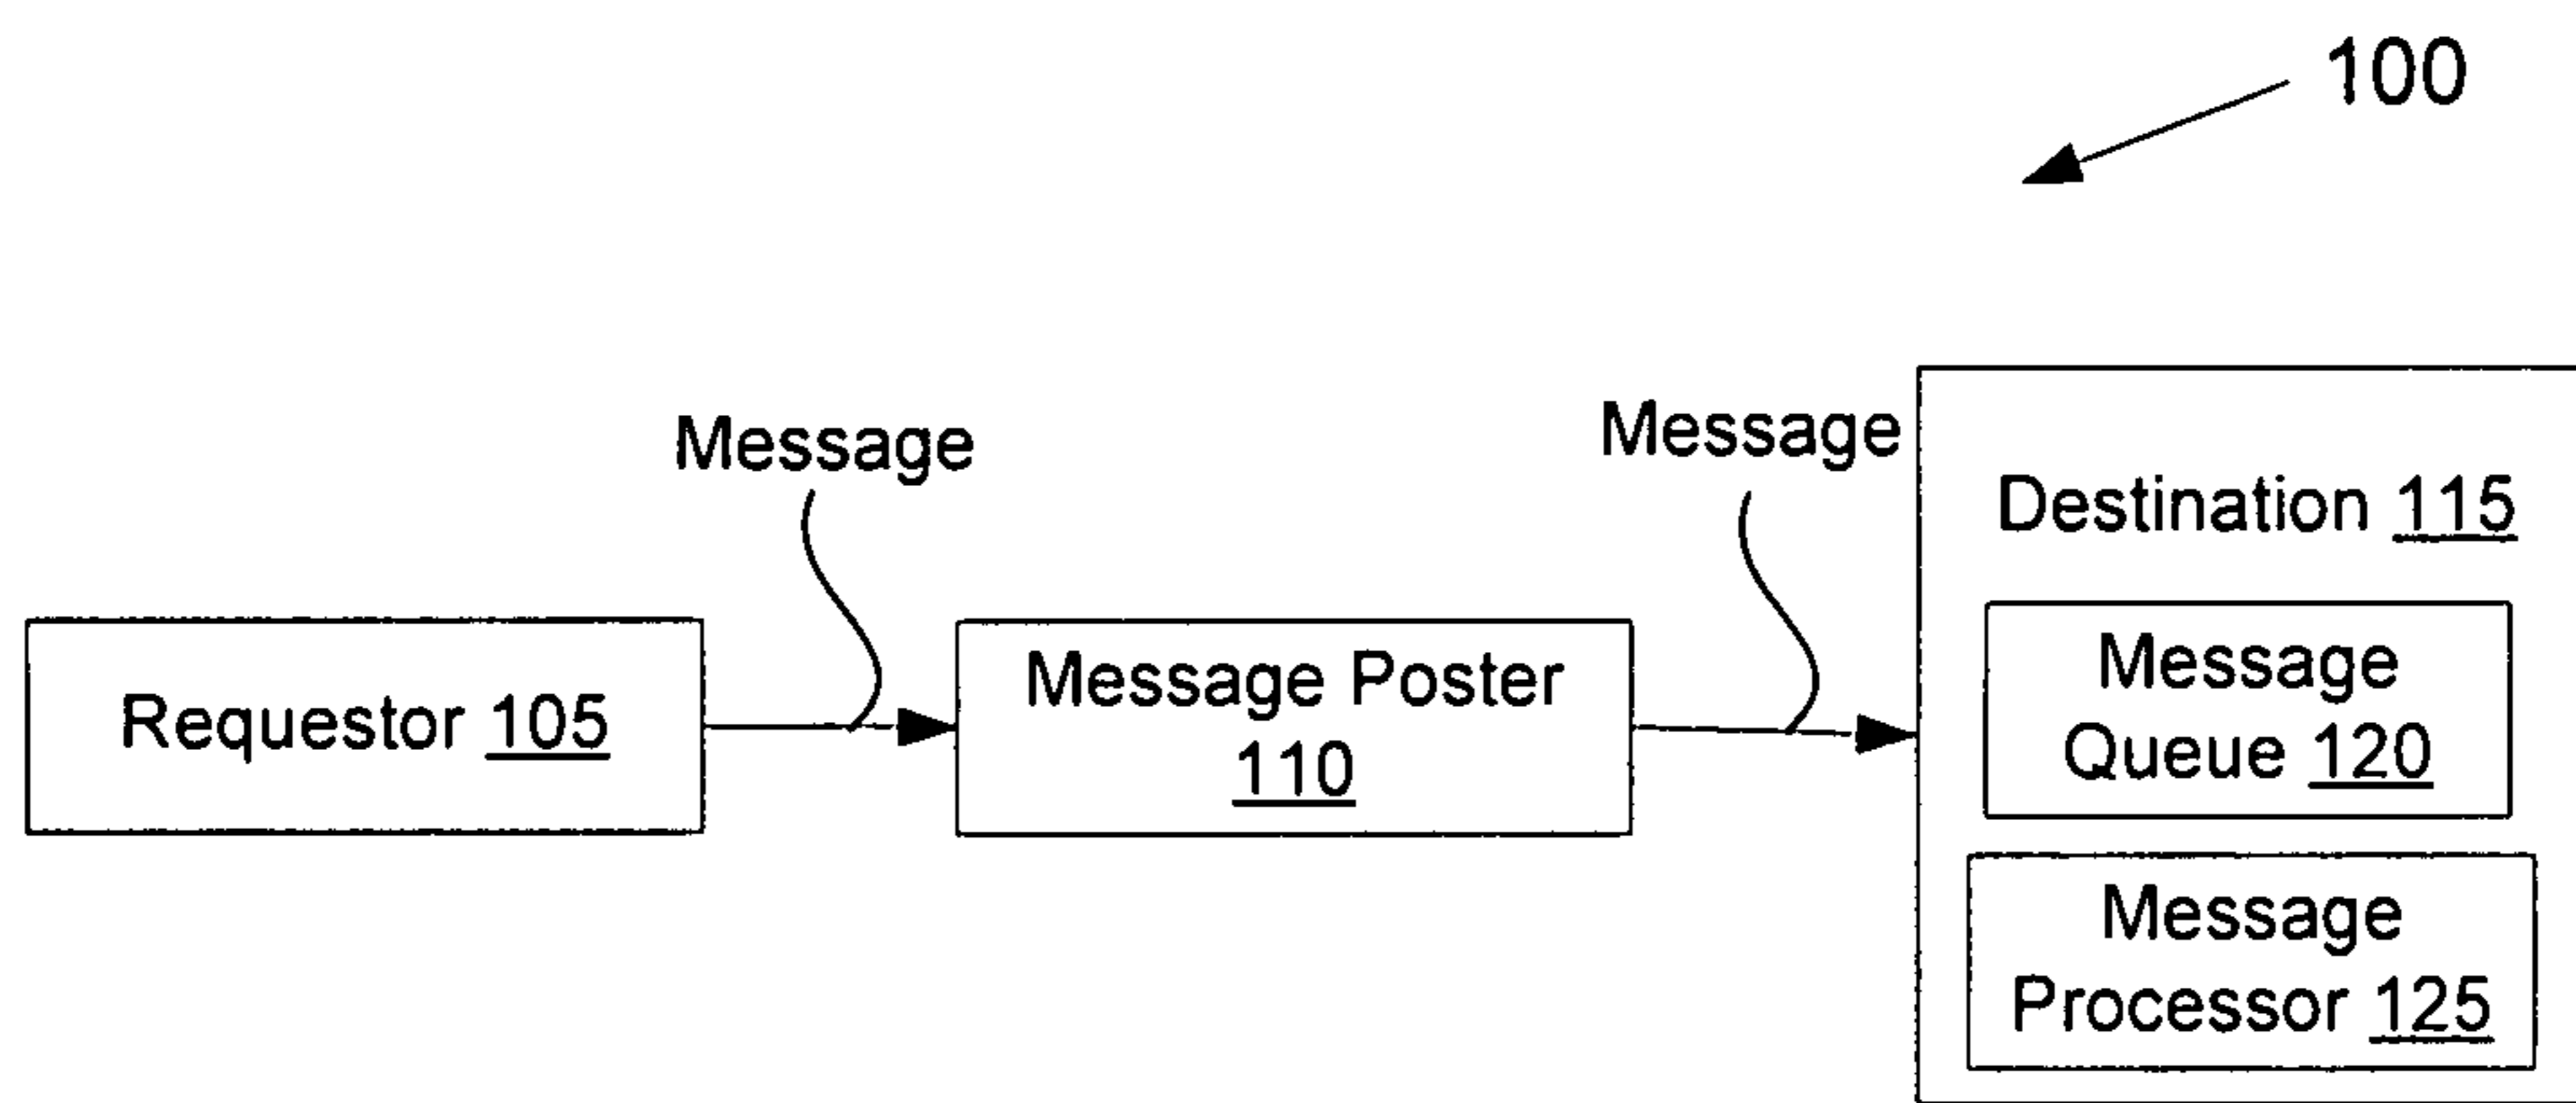 100
Message
Message
Destination 115
Requestor 105
Message Poster
110
Message
Queue 120
Message
Processor 125